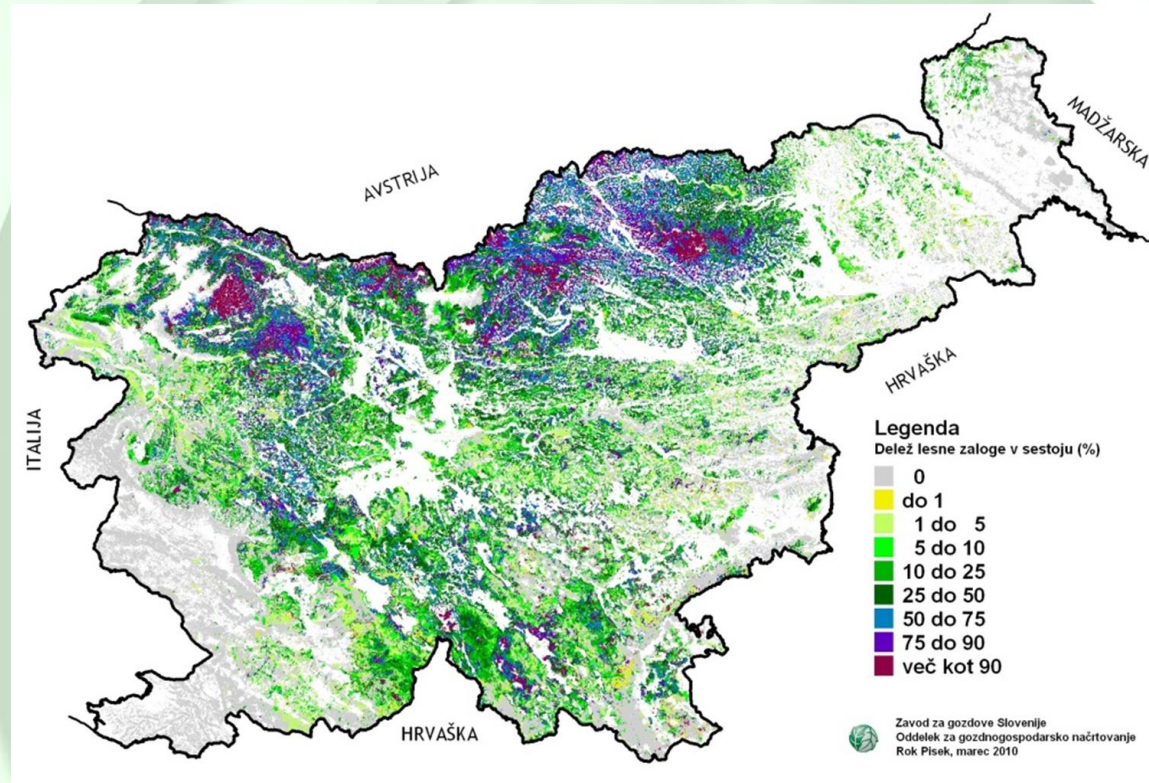 AVSTRIJA
MADŽARSKA
HRVAŠKA
ITALIJA
HRVAŠKA
Legenda
Delež lesne zaloge v sestoju (%)
0
do 1
1 do 5
5 do 10
10 do 25
25 do 50
50 do 75
75 do 90
več kot 90
Zavod za gozdove Slovenije
Oddelek za gozdnogospodarsko načrtovanje
Rok Pisek, marec 2010